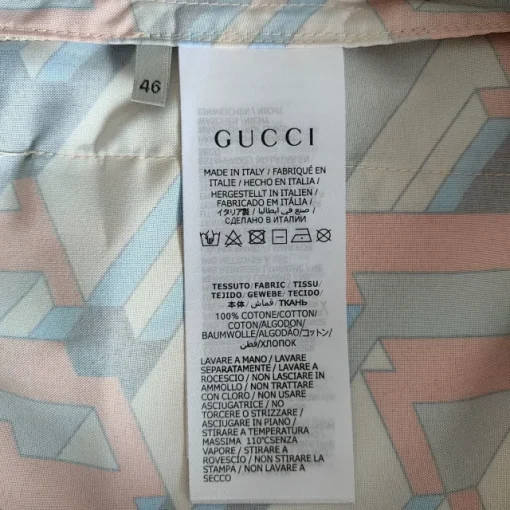 46
GUCCI
MADE IN ITALY / FABRIQUÉ EN
ITALIE / HECHO EN ITALIA /
HERGESTELLT IN ITALIEN /
FABRICADO EM ITÁLIA /
イタリア製 / صنع في ايطاليا /
СДЕЛАНО В ИТАЛИИ
TESSUTO/FABRIC/TISSU
TEJIDO/GEWEBE/TECIDO/
本体/ قماش /ТКАНЬ
100% COTONE/COTTON/
COTON/ALGODON/
BAUMWOLLE/ALGODÃO/コットン/
قطن/ХЛОПОК
LAVARE A MANO / LAVARE
SEPARATAMENTE / LAVARE A
ROCESCIO / NON LASCIARE IN
AMMOLLO / NON TRATTARE
CON CLORO / NON USARE
ASCIUGATRICE / NO
TORCERE O STRIZZARE /
ASCIUGARE IN PIANO /
STIRARE A TEMPERATURA
MASSIMA 110°CSENZA
VAPORE / STIRARE A
ROVESCIO / NON STIRARE LA
STAMPA / NON LAVARE A
SECCO